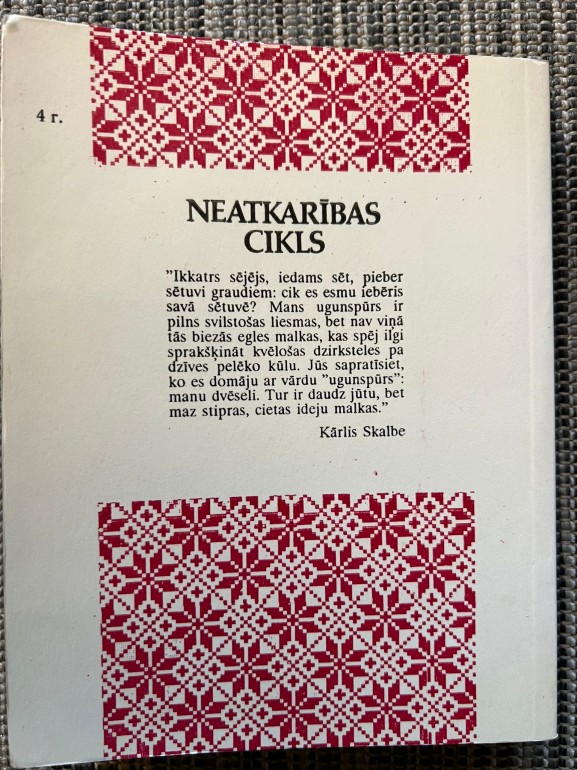 4 r.
NEATKARĪBAS
CIKLS
"Ikkatrs sējējs, iedams sēt, pieber
sētuvi graudiem: cik es esmu iebēris
savā sētuvē? Mans ugunspūrs ir
pilns svilstošas liesmas, bet nav viņā
tās biezās egles malkas, kas spēj ilgi
sprakšķināt kvēlošas dzirksteles pa
dzīves pelēko kūlu. Jūs sapratīsiet,
ko es domāju ar vārdu "ugunspūrs":
manu dvēseli. Tur ir daudz jūtu, bet
maz stipras, cietas ideju malkas."
Kārlis Skalbe